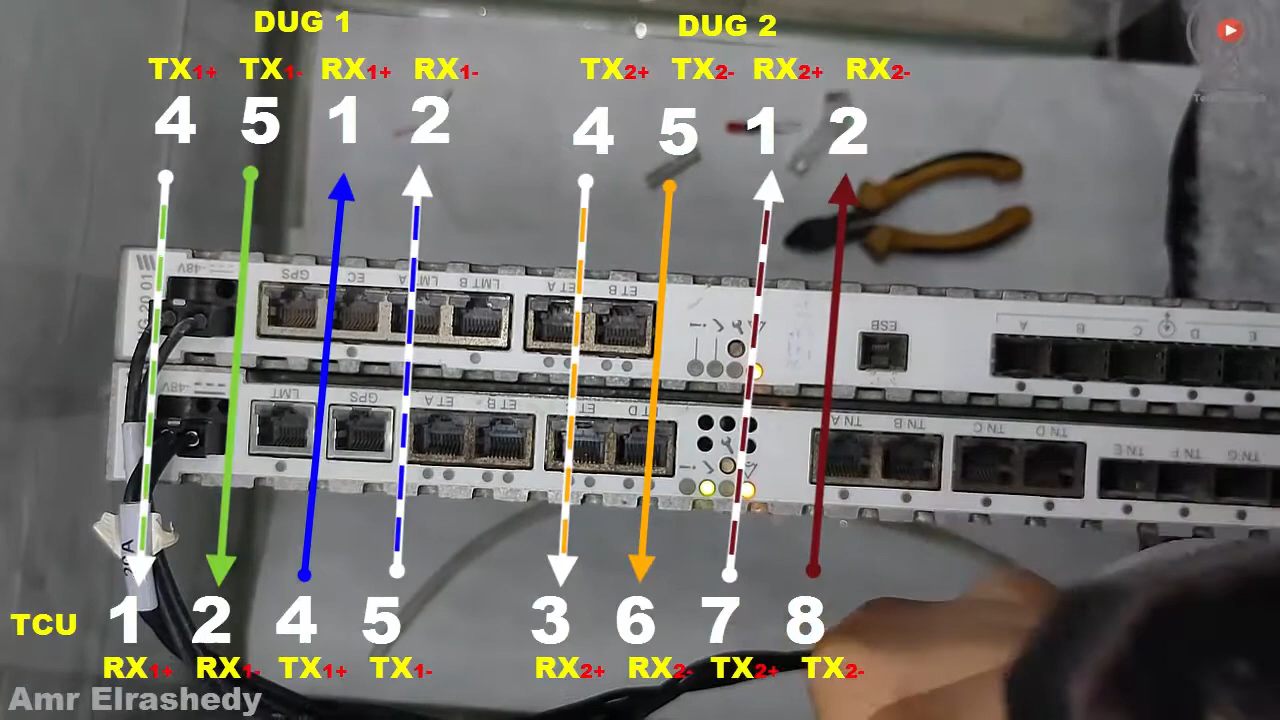 DUG 1
DUG 2
TX1+ TX1- RX1+ RX1- TX2+ TX2- RX2+ RX2-
4 5 1 2 4 5 1 2
-48V GPS EC LMT B ET A ET B
ESB
A B C D E
-48V LMT GPS ET A ET B ET D
TN A TN B TN C TN D TN E TN F TN G
TCU 1 2 4 5 3 6 7 8
RX1+ RX1- TX1+ TX1- RX2+ RX2- TX2+ TX2-
Amr Elrashedy